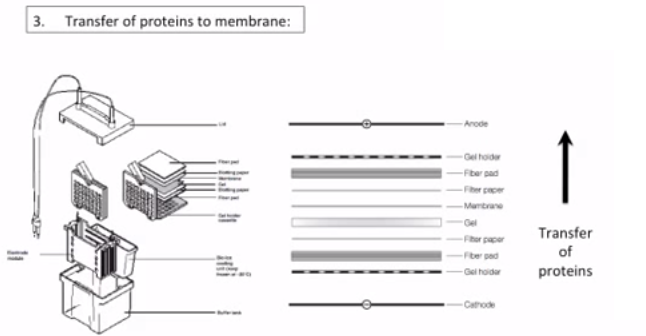 3. Transfer of proteins to membrane:
Lid
Fiber pad
Blotting paper
Membrane
Gel
Blotting paper
Fiber pad
Gel holder
cassette
Electrode
module
Buffer tank
Anode
Gel holder
Fiber pad
Filter paper
Membrane
Gel
Filter paper
Fiber pad
Gel holder
Cathode
Transfer
of
proteins